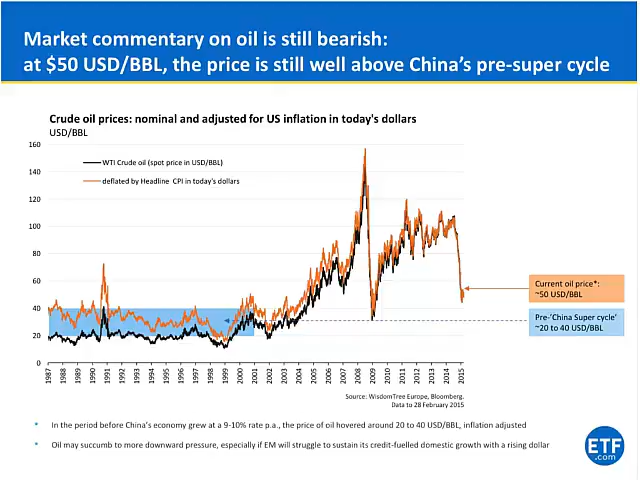 Market commentary on oil is still bearish:
at $50 USD/BBL, the price is still well above China's pre-super cycle
Crude oil prices: nominal and adjusted for US inflation in today's dollars
USD/BBL
160
140
120
100
80
60
40
20
0
WTI Crude oil (spot price in USD/BBL)
deflated by Headline CPI in today's dollars
1987 1988 1989 1990 1991 1992 1993 1994 1995 1996 1997 1998 1999 2000 2001 2002 2003 2004 2005 2006 2007 2008 2009 2010 2011 2012 2013 2014 2015
Current oil price*:
~50 USD/BBL
Pre-'China Super cycle'
~20 to 40 USD/BBL
Source: WisdomTree Europe, Bloomberg.
Data to 28 February 2015
* In the period before China's economy grew at a 9-10% rate p.a., the price of oil hovered around 20 to 40 USD/BBL, inflation adjusted
* Oil may succumb to more downward pressure, especially if EM will struggle to sustain its credit-fuelled domestic growth with a rising dollar
ETF
.com